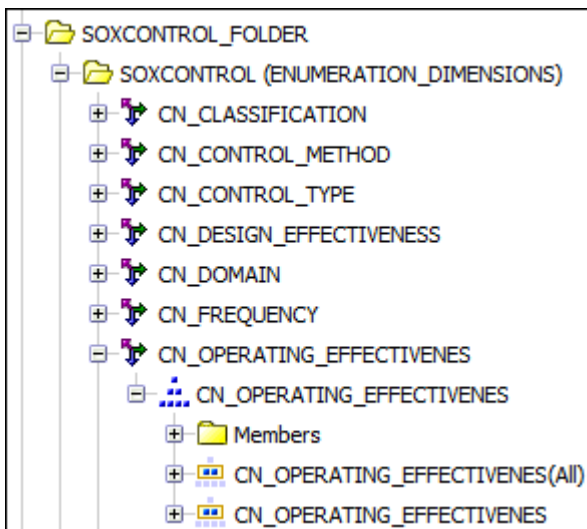 SOXCONTROL_FOLDER
SOXCONTROL (ENUMERATION_DIMENSIONS)
CN_CLASSIFICATION
CN_CONTROL_METHOD
CN_CONTROL_TYPE
CN_DESIGN_EFFECTIVENESS
CN_DOMAIN
CN_FREQUENCY
CN_OPERATING_EFFECTIVENES
CN_OPERATING_EFFECTIVENES
Members
CN_OPERATING_EFFECTIVENES(All)
CN_OPERATING_EFFECTIVENES